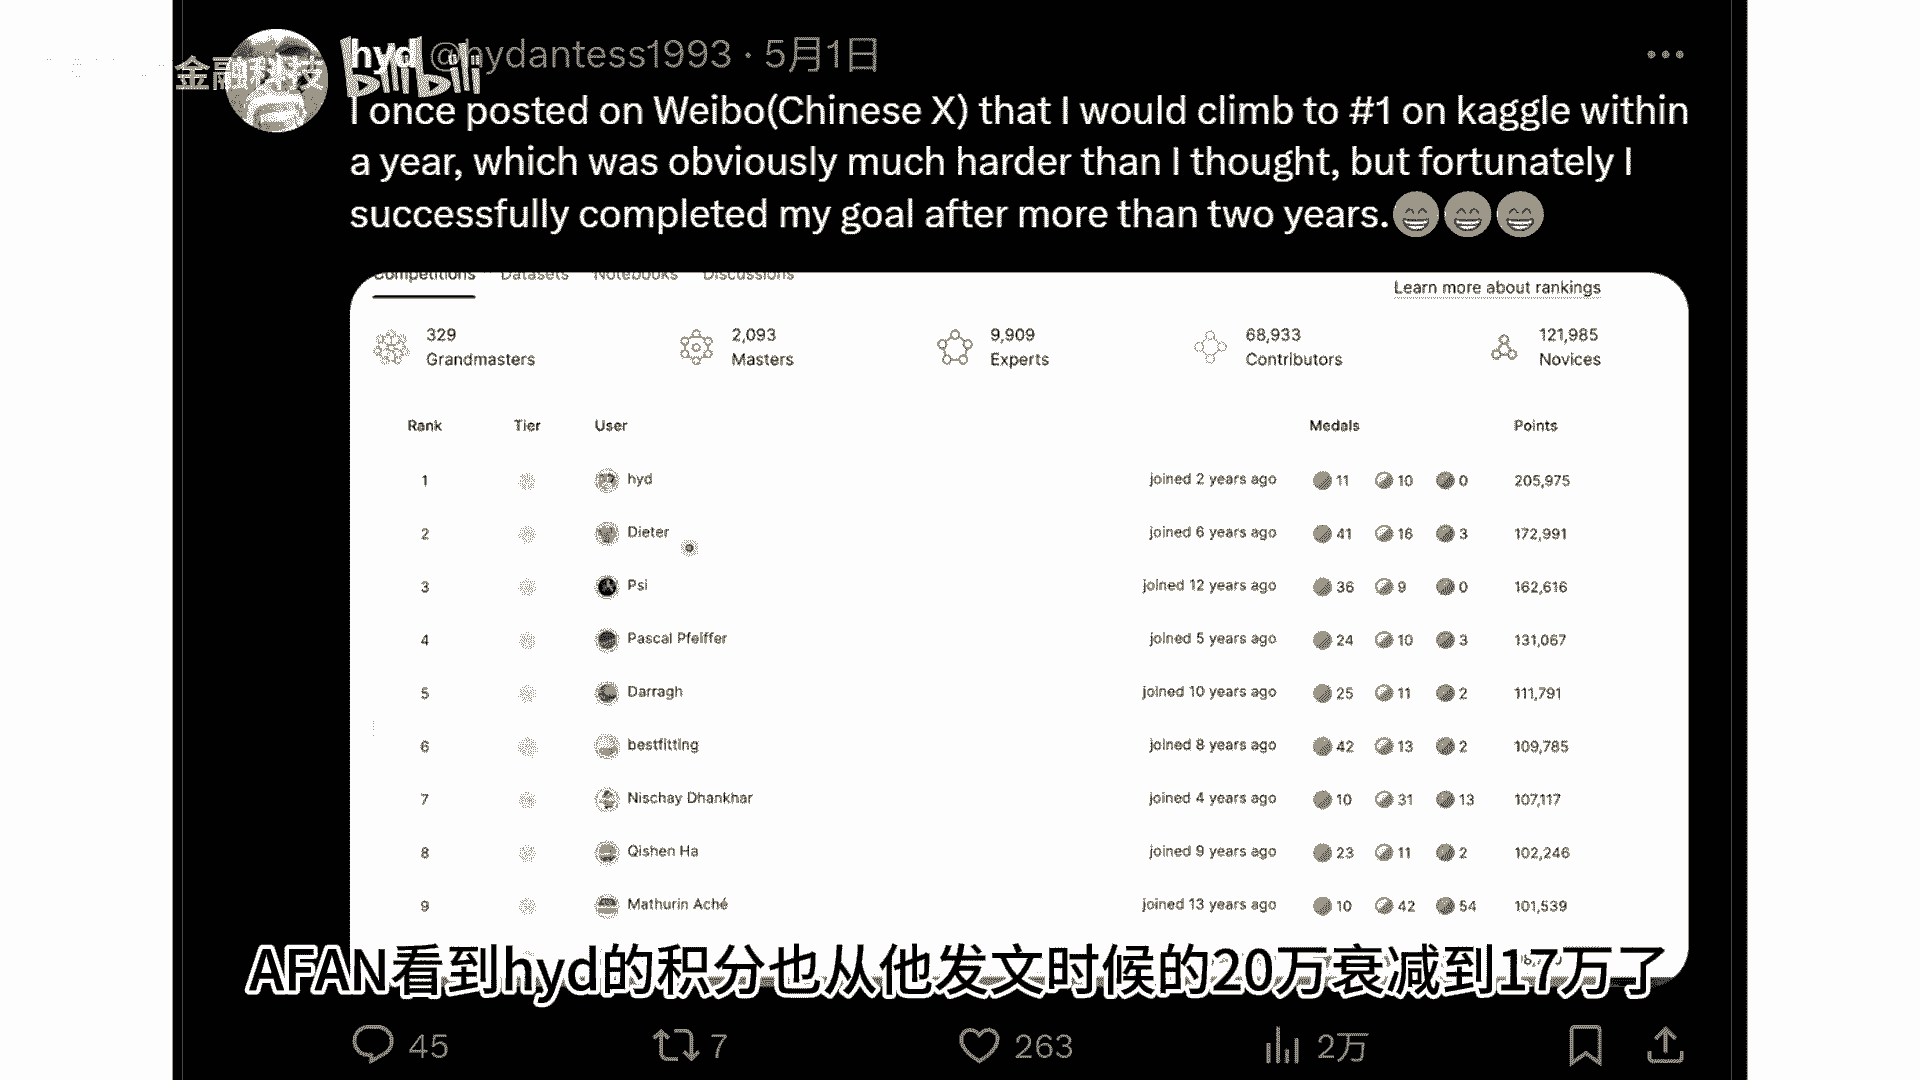 hyd @hydantess1993 · 5月1日
金融科技
bilibili
I once posted on Weibo(Chinese X) that I would climb to #1 on kaggle within
a year, which was obviously much harder than I thought, but fortunately I
successfully completed my goal after more than two years.
Competitions Datasets Notebooks Discussions
Learn more about rankings
329 2,093 9,909 68,933 121,985
Grandmasters Masters Experts Contributors Novices
Rank Tier User Medals Points
1 hyd joined 2 years ago 11 10 0 205,975
2 Dieter joined 6 years ago 41 16 3 172,991
3 Psi joined 12 years ago 36 9 0 162,616
4 Pascal Pfeiffer joined 5 years ago 24 10 3 131,067
5 Darragh joined 10 years ago 25 11 2 111,791
6 bestfitting joined 8 years ago 42 13 2 109,785
7 Nischay Dhankhar joined 4 years ago 10 31 13 107,117
8 Qishen Ha joined 9 years ago 23 11 2 102,246
9 Mathurin Aché joined 13 years ago 10 42 54 101,539
AFAN看到hyd的积分也从他发文时候的20万衰减到17万了
45 7 263 2万